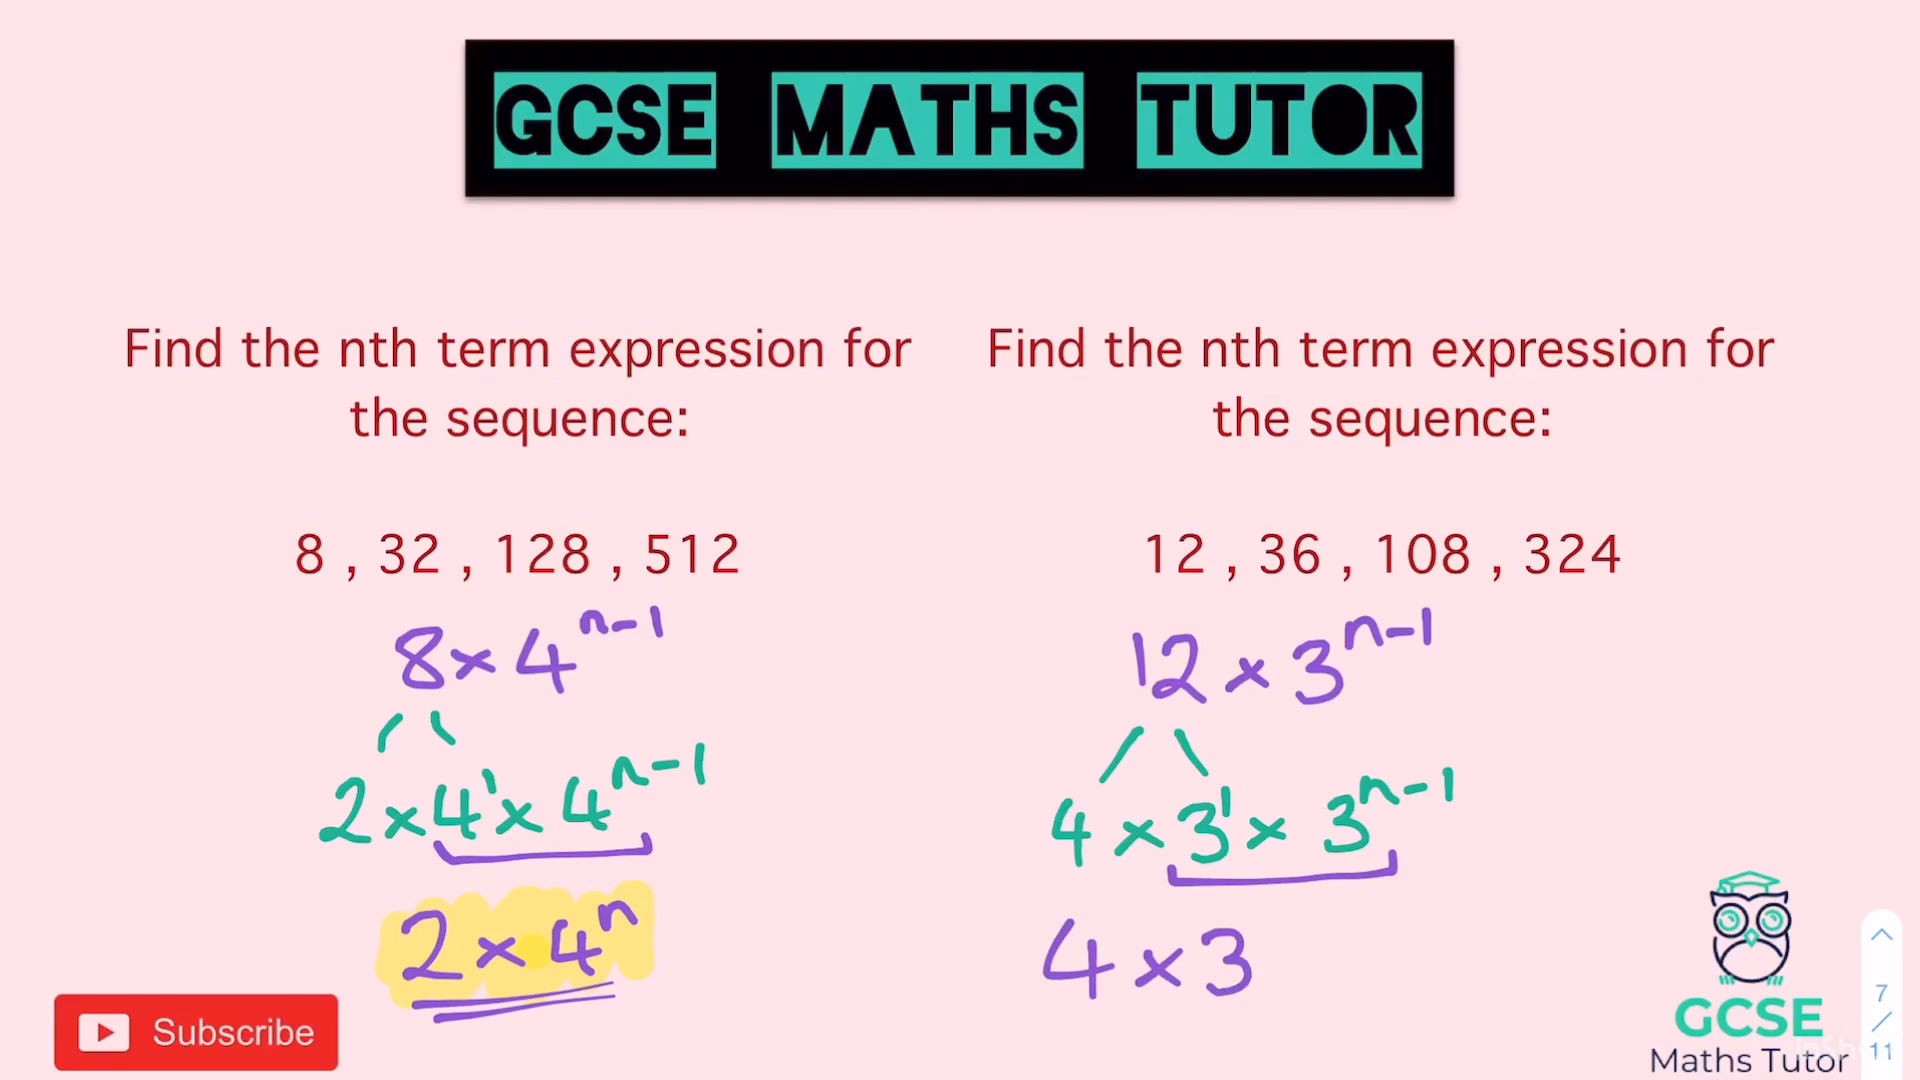 GCSE MATHS TUTOR
Find the nth term expression for
the sequence:
8 , 32 , 128 , 512
8 × 4^{n-1}
2 × 4^1 × 4^{n-1}
2 × 4^n
Find the nth term expression for
the sequence:
12 , 36 , 108 , 324
12 × 3^{n-1}
4 × 3^1 × 3^{n-1}
4 × 3
Subscribe
GCSE
Maths Tutor
7
/
11